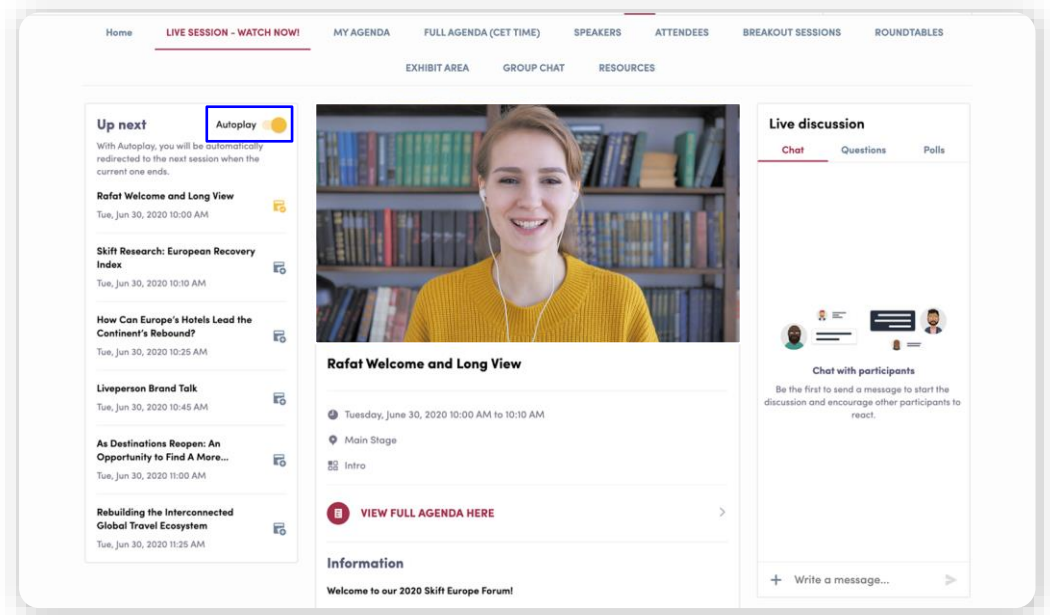 Home
LIVE SESSION - WATCH NOW!
MY AGENDA
FULL AGENDA (CET TIME)
SPEAKERS
ATTENDEES
BREAKOUT SESSIONS
ROUNDTABLES
EXHIBIT AREA
GROUP CHAT
RESOURCES
Up next
Autoplay
With Autoplay, you will be automatically
redirected to the next session when the
current one ends.
Rafat Welcome and Long View
Tue, Jun 30, 2020 10:00 AM
Skift Research: European Recovery
Index
Tue, Jun 30, 2020 10:10 AM
How Can Europe's Hotels Lead the
Continent's Rebound?
Tue, Jun 30, 2020 10:25 AM
Liveperson Brand Talk
Tue, Jun 30, 2020 10:45 AM
As Destinations Reopen: An
Opportunity to Find A More...
Tue, Jun 30, 2020 11:00 AM
Rebuilding the Interconnected
Global Travel Ecosystem
Tue, Jun 30, 2020 11:25 AM
Rafat Welcome and Long View
Tuesday, June 30, 2020 10:00 AM to 10:10 AM
Main Stage
Intro
VIEW FULL AGENDA HERE
Information
Welcome to our 2020 Skift Europe Forum!
Live discussion
Chat
Questions
Polls
Chat with participants
Be the first to send a message to start the
discussion and encourage other participants to
react.
Write a message...